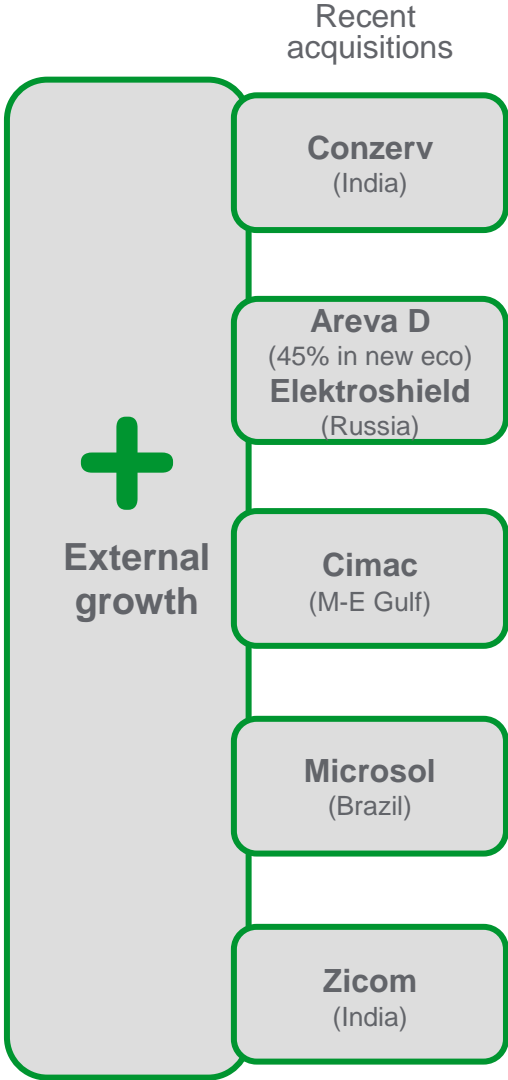 Recent
acquisitions
Conzerv
(India)
Areva D
(45% in new eco)
Elektroshield
(Russia)
External
growth
Cimac
(M-E Gulf)
Microsol
(Brazil)
Zicom
(India)